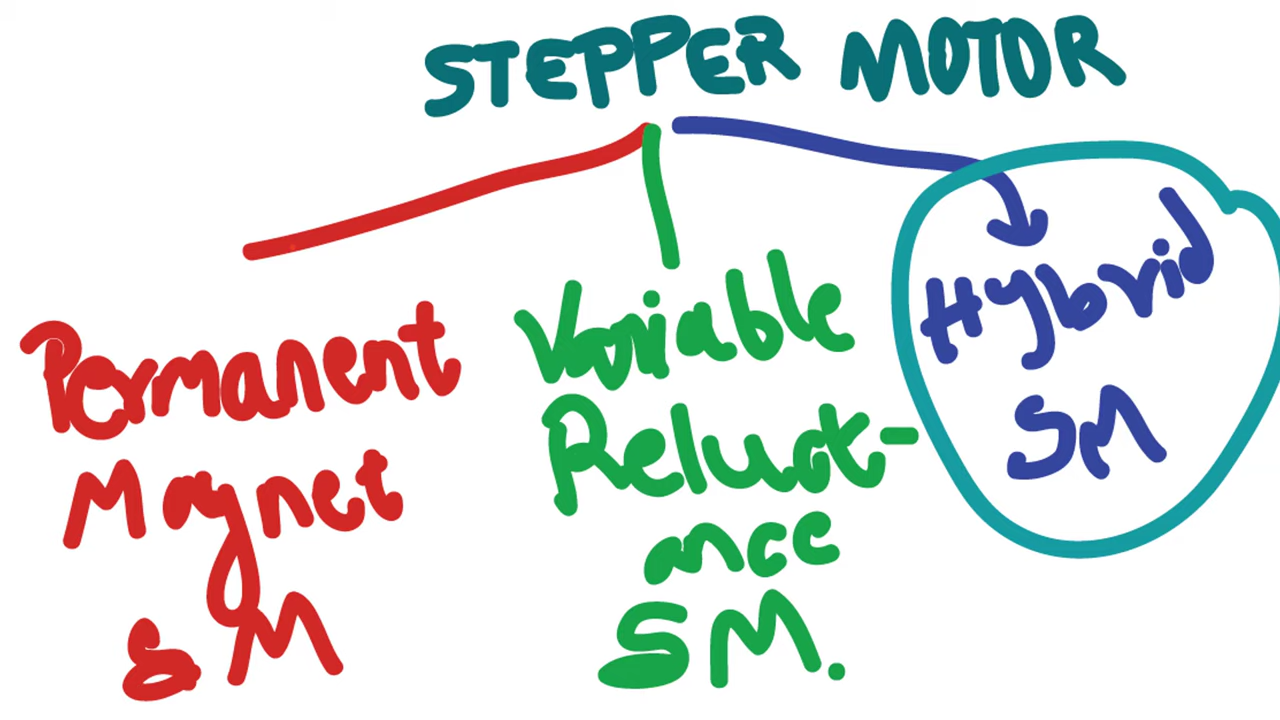 STEPPER MOTOR
Permanent
Magnet
SM
Variable
Reluct-
ance
SM.
Hybrid
SM